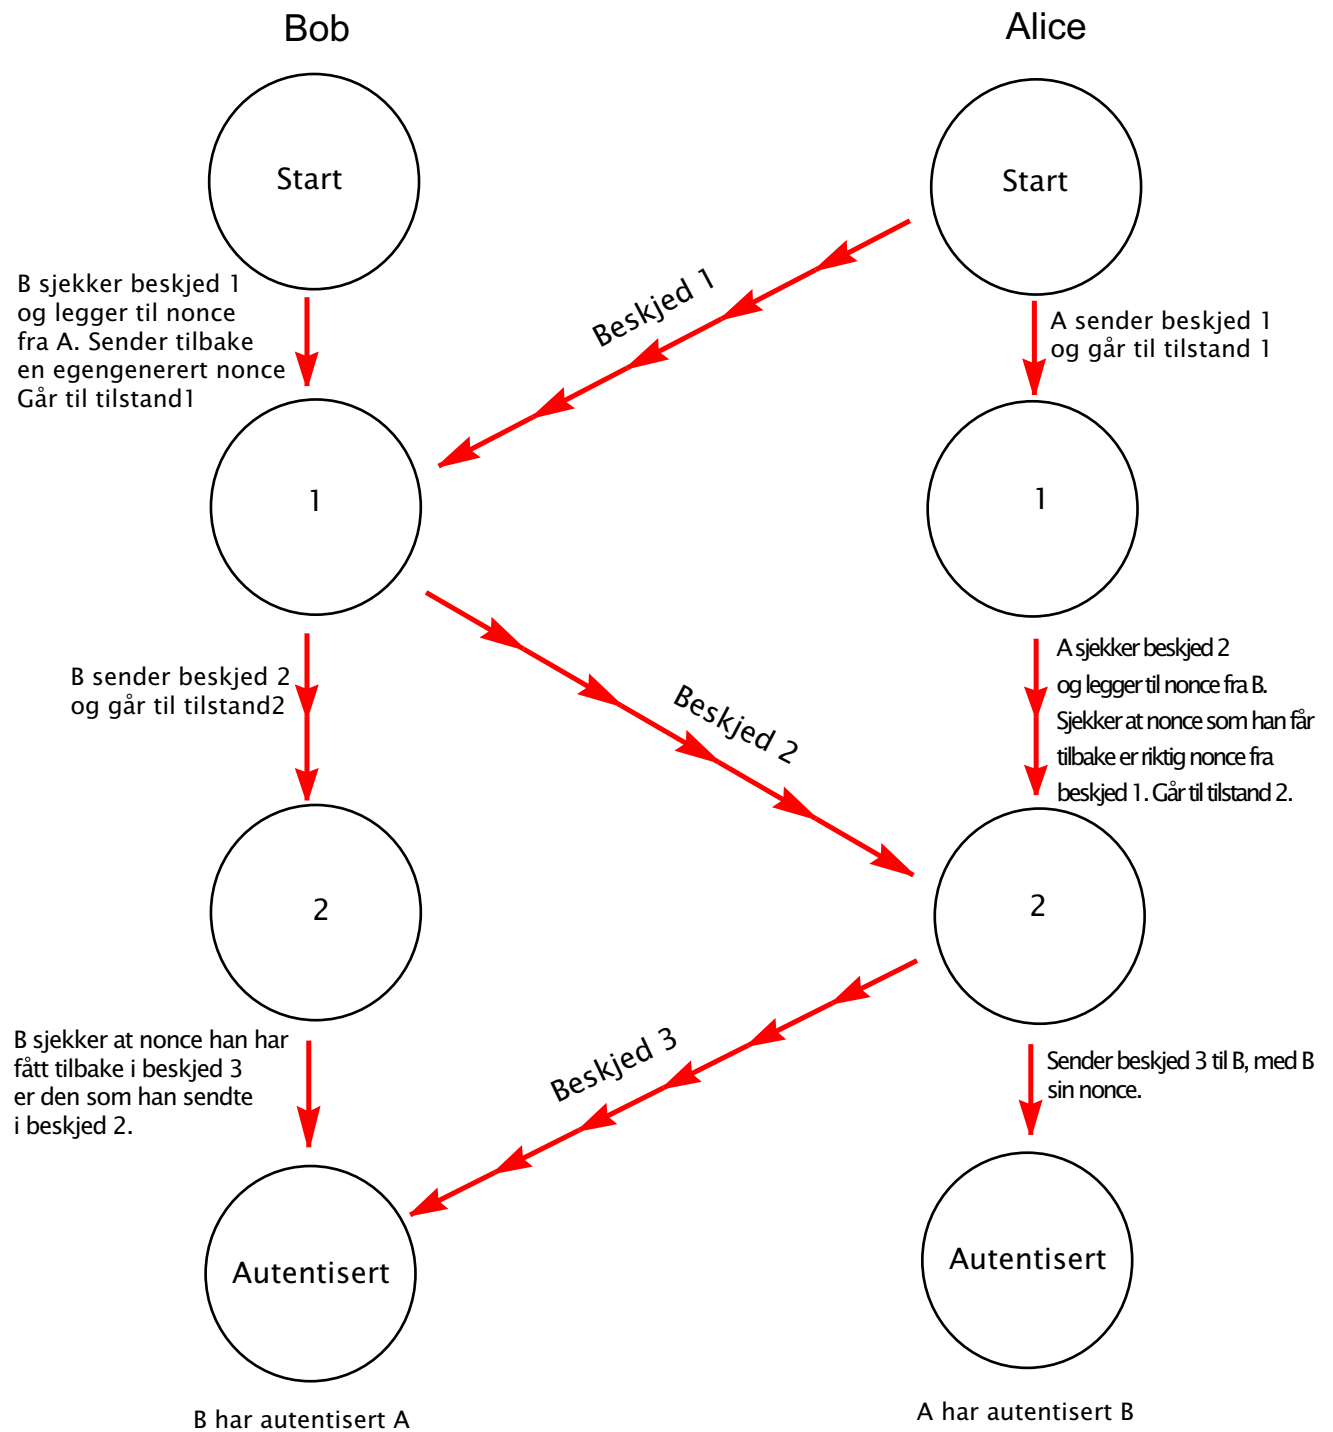 Bob
Alice
Start
Start
B sjekker beskjed 1
og legger til nonce
fra A. Sender tilbake
en egengenerert nonce
Går til tilstand1
Beskjed 1
A sender beskjed 1
og går til tilstand 1
1
1
B sender beskjed 2
og går til tilstand2
Beskjed 2
A sjekker beskjed 2
og legger til nonce fra B.
Sjekker at nonce som han får
tilbake er riktig nonce fra
beskjed 1. Går til tilstand 2.
2
2
B sjekker at nonce han har
fått tilbake i beskjed 3
er den som han sendte
i beskjed 2.
Beskjed 3
Sender beskjed 3 til B, med B
sin nonce.
Autentisert
Autentisert
B har autentisert A
A har autentisert B